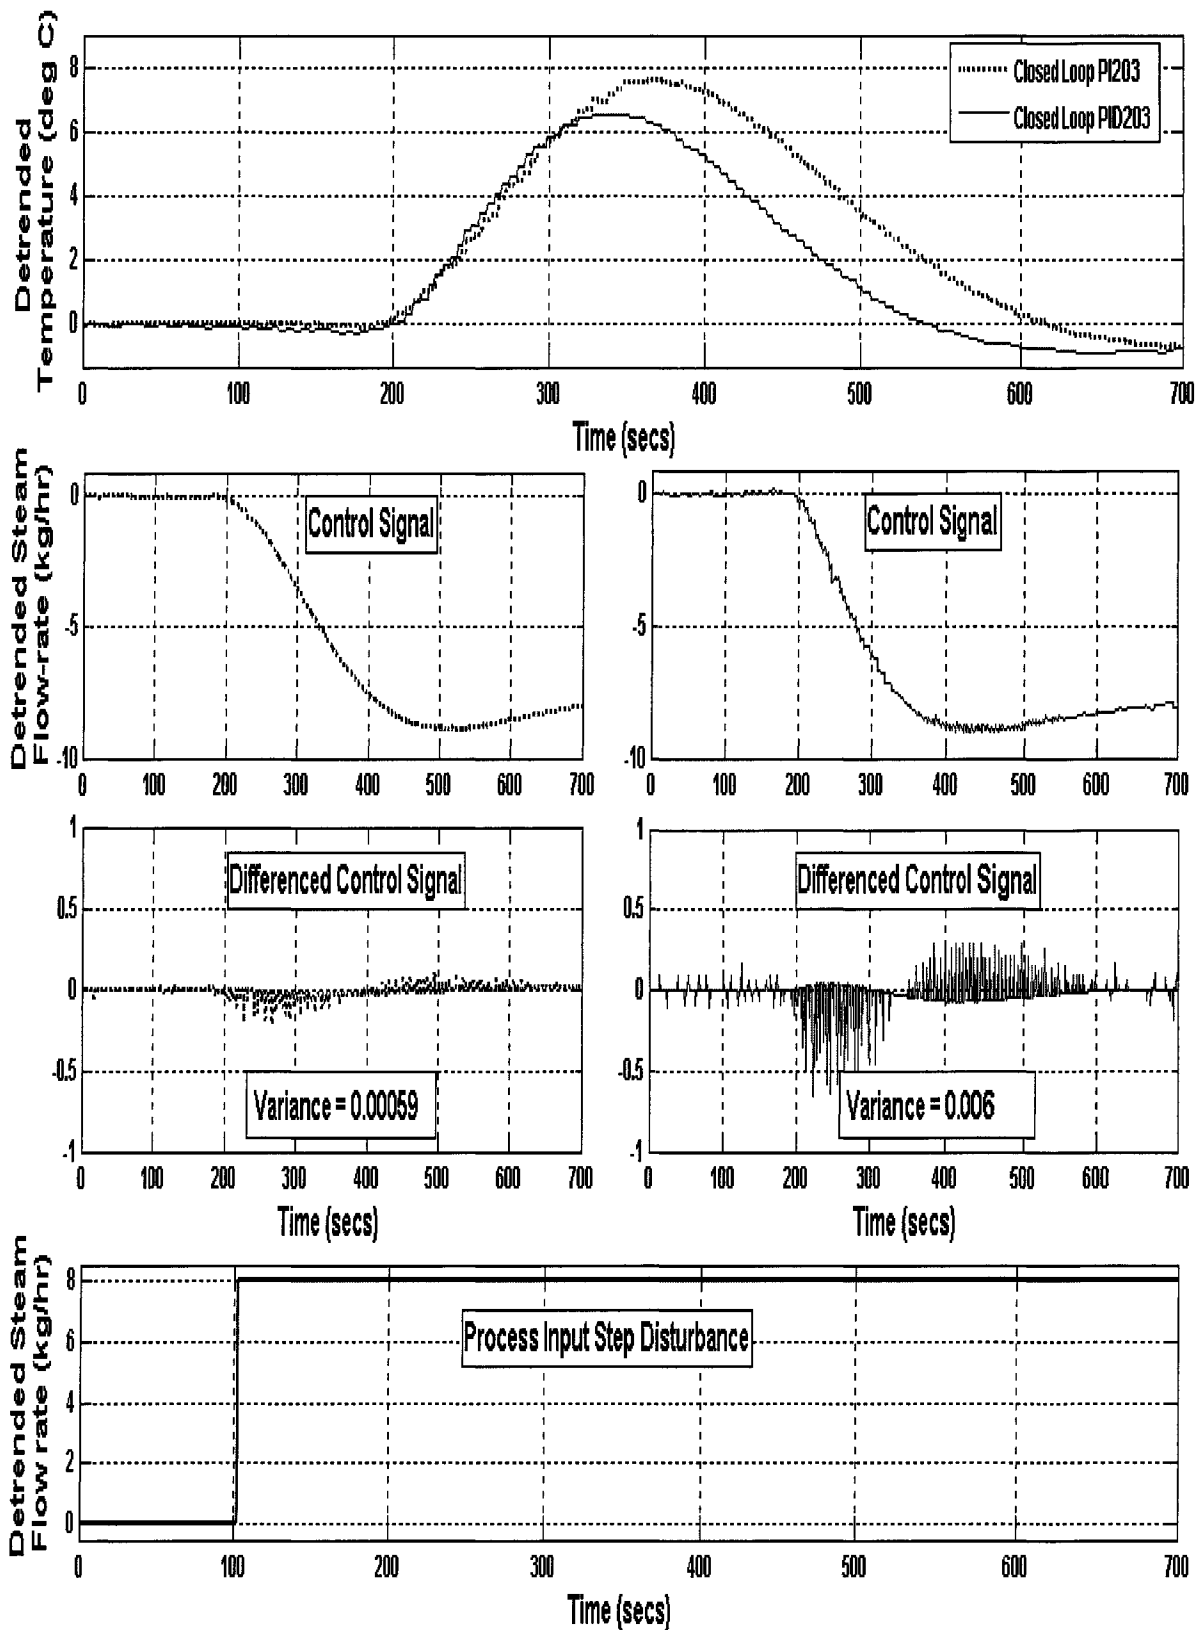 Detrended
Temperature (deg C)
8
6
4
2
0
Closed Loop PI203
Closed Loop PID203
0 100 200 300 400 500 600 700
Time (secs)
Detrended Steam
Flow-rate (kg/hr)
0
-5
-10
Control Signal
0 100 200 300 400 500 600 700
0
-5
-10
Control Signal
0 100 200 300 400 500 600 700
1
0.5
0
-0.5
-1
Differenced Control Signal
Variance = 0.00059
0 100 200 300 400 500 600 700
Time (secs)
1
0.5
0
-0.5
-1
Differenced Control Signal
Variance = 0.006
0 100 200 300 400 500 600 700
Time (secs)
Detrended Steam
Flow rate (kg/hr)
8
6
4
2
0
Process Input Step Disturbance
0 100 200 300 400 500 600 700
Time (secs)